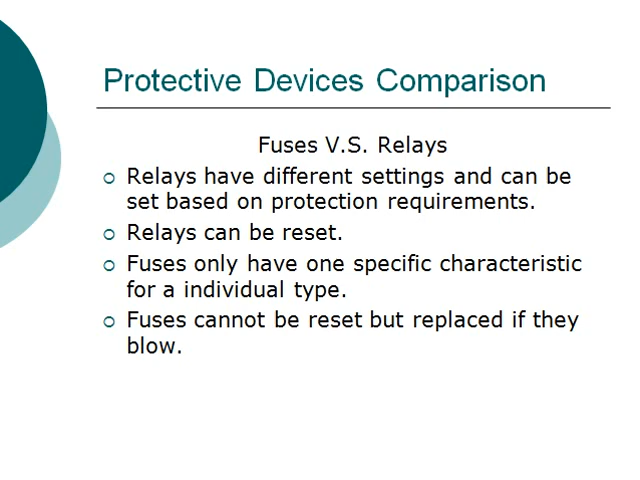 Protective Devices Comparison
Fuses V.S. Relays
Relays have different settings and can be
set based on protection requirements.
Relays can be reset.
Fuses only have one specific characteristic
for a individual type.
Fuses cannot be reset but replaced if they
blow.